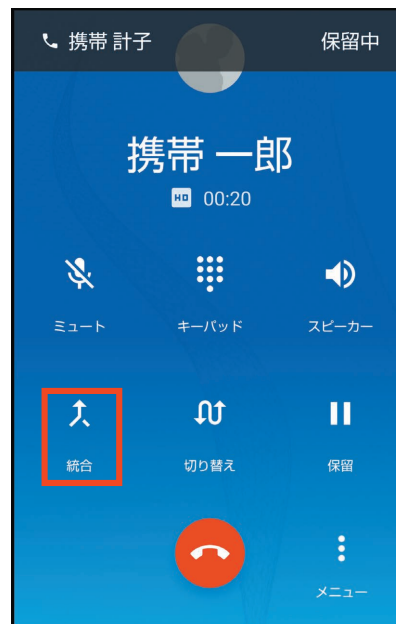 携帯 計子 保留中
携帯 一郎
HD 00:20
ミュート キーパッド スピーカー
統合 切り替え 保留
メニュー